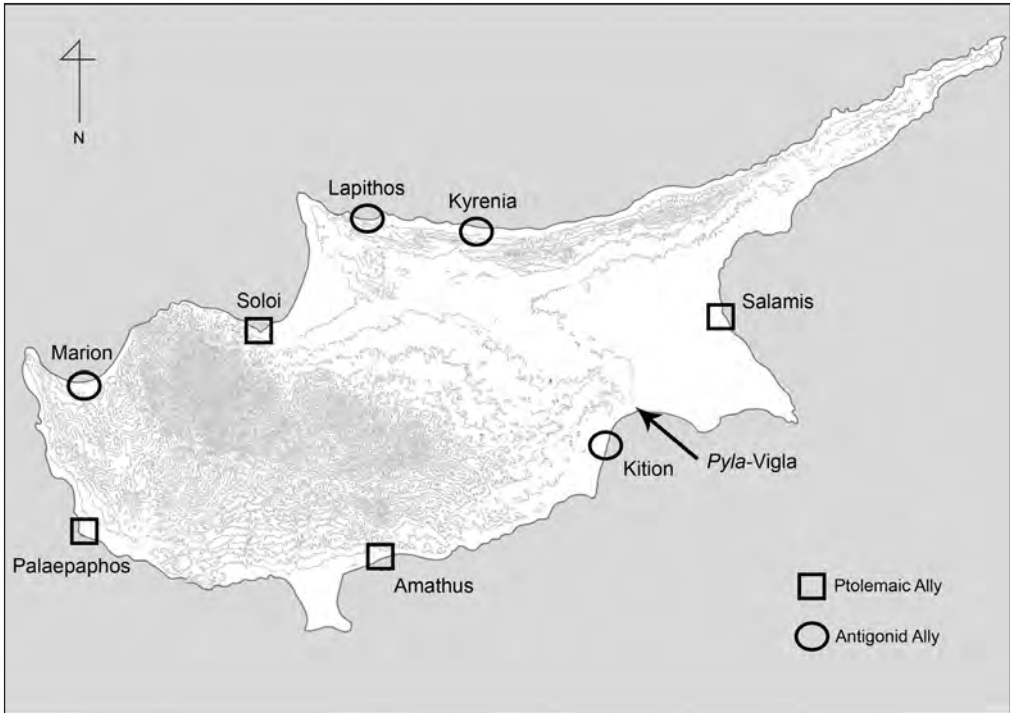 N
Lapithos
Kyrenia
Soloi
Salamis
Marion
Kition
Pyla-Vigla
Palaepaphos
Amathus
Ptolemaic Ally
Antigonid Ally